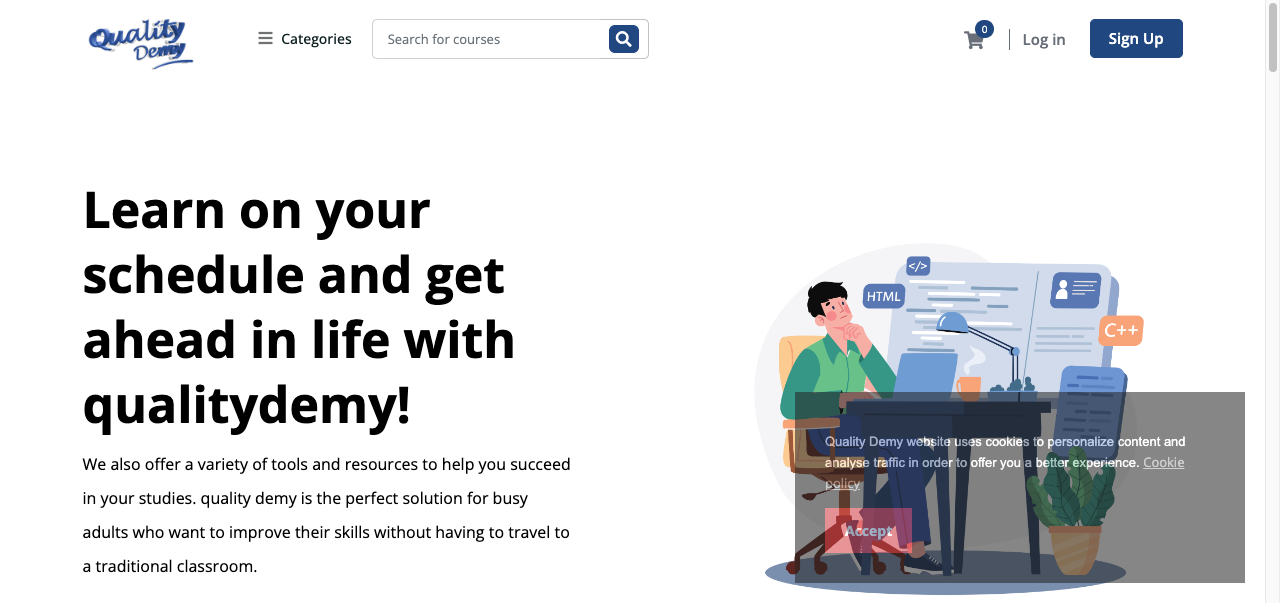 Quality
Demy
Categories
Search for courses
0
Log in
Sign Up
Learn on your
schedule and get
ahead in life with
qualitydemy!
We also offer a variety of tools and resources to help you succeed
in your studies. quality demy is the perfect solution for busy
adults who want to improve their skills without having to travel to
a traditional classroom.
</>
HTML
C++
Quality Demy website uses cookies to personalize content and
analyse traffic in order to offer you a better experience. Cookie
policy
Accept